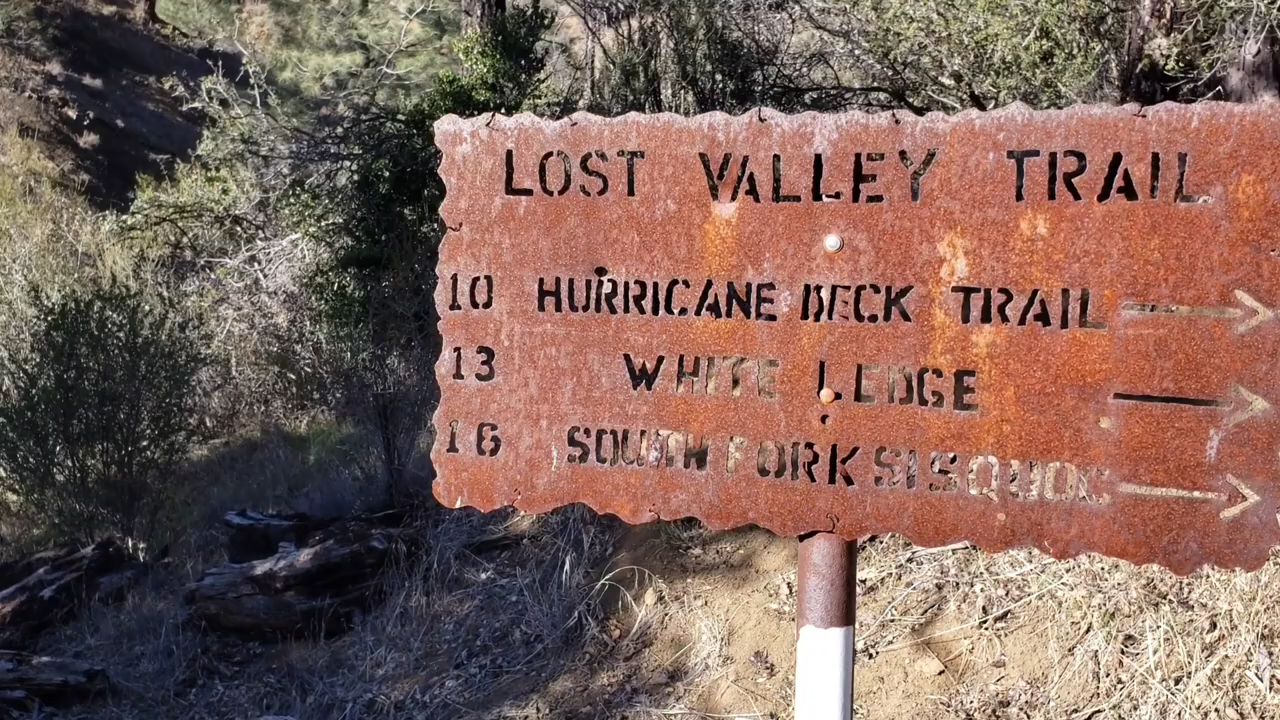 LOST VALLEY TRAIL
10 HURRICANE DECK TRAIL →
13 WHITE LEDGE →
16 SOUTH FORK SISQUOC →